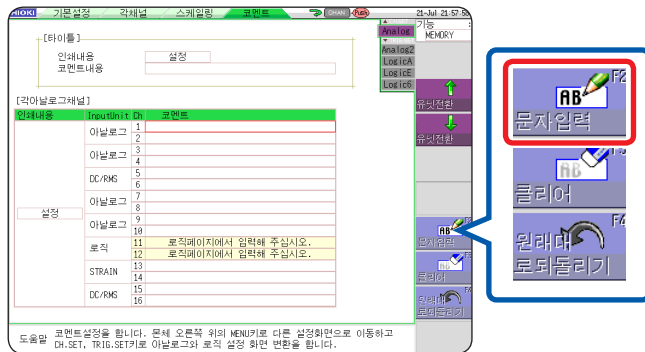 HIOKI 기본설정 각채널 스케일링 코멘트 CHAN Push 21-Jul 21:57:56
[타이틀]
인쇄내용 설정
코멘트내용
[각아날로그채널]
인쇄내용 InputUnit Ch 코멘트
설정
아날로그 1
2
아날로그 3
4
DC/RMS 5
6
아날로그 7
8
아날로그 9
10
로직 11 로직페이지에서 입력해 주십시오.
12 로직페이지에서 입력해 주십시오.
STRAIN 13
14
DC/RMS 15
16
Analog
Analog2
LogicA
LogicE
Logic6
기능 :
MEMORY
유닛전환
유닛전환
AB
문자입력
클리어
원래대
로되돌리기
도움말 코멘트설정을 합니다. 몬체 오른쪽 위의 MENU키로 다른 설정화면으로 이동하고
CH.SET, TRIG.SET키로 아날로그와 로직 설정 화면 변환을 합니다.
F2
AB
문자입력
AB
클리어
F4
원래대
로되돌리기